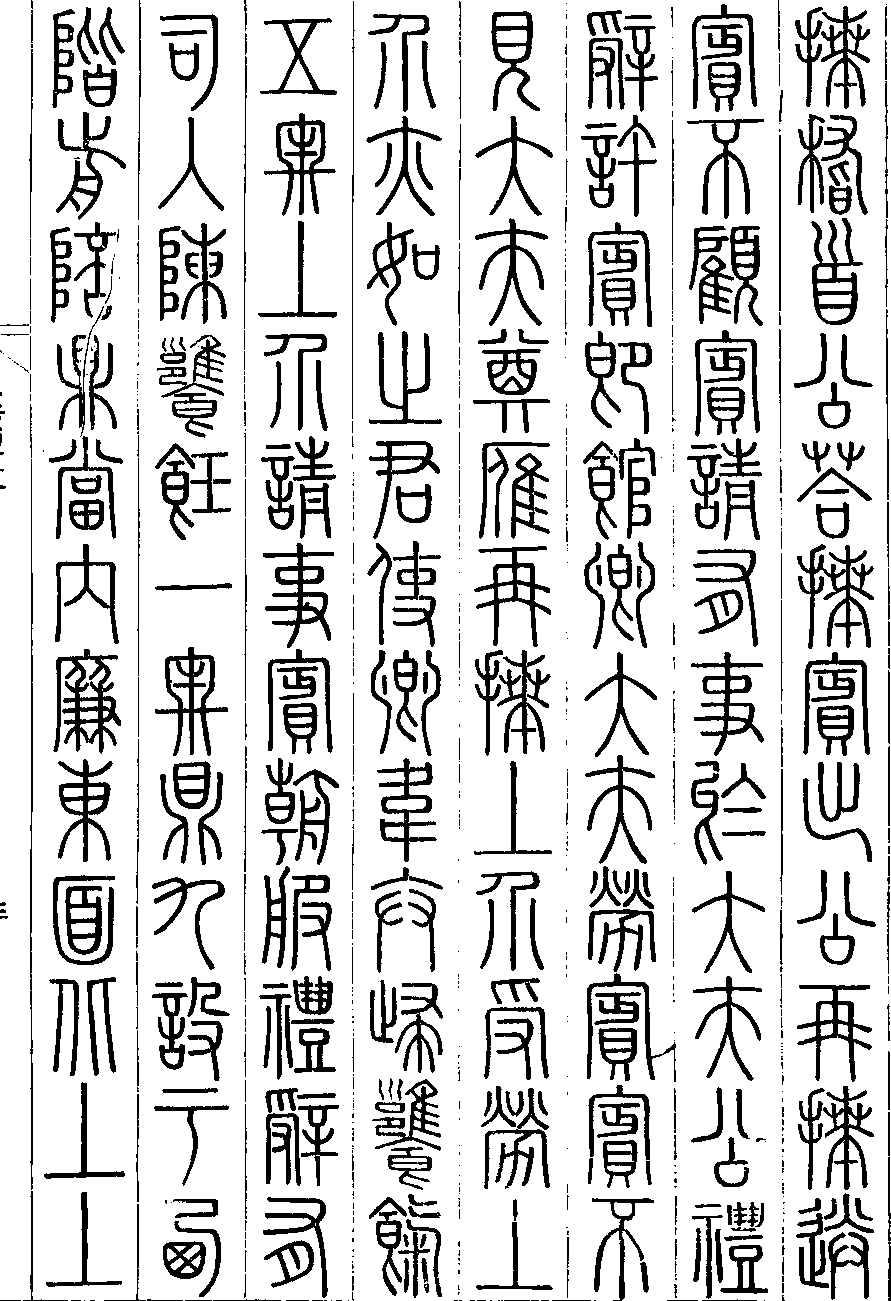 拜稽首公荅拜賓出公再拜送
賓不顧賓請有事於大夫公禮
辭許賓即館卿大夫勞賓賓不
見大夫奠雁再拜上介受勞上
介亦如之君使卿韋弁歸饔餼
五牢上介請事賓朝服禮辭有
司入陳饔飪一牢鼎九設于西
階前陪鼎當內廉東面北上上